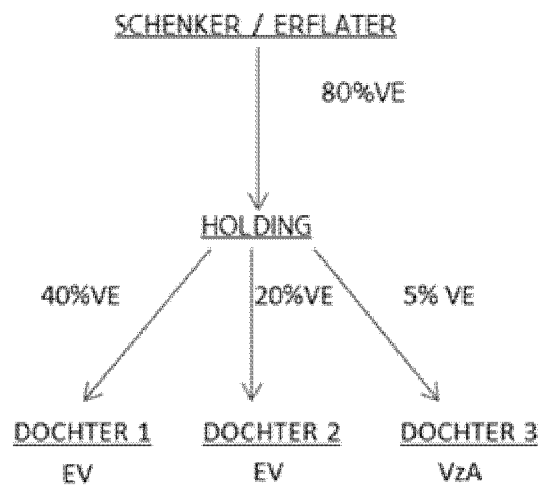 SCHENKER / ERFLATER
80%VE
HOLDING
40%VE 20%VE 5% VE
DOCHTER 1 DOCHTER 2 DOCHTER 3
EV EV VzA